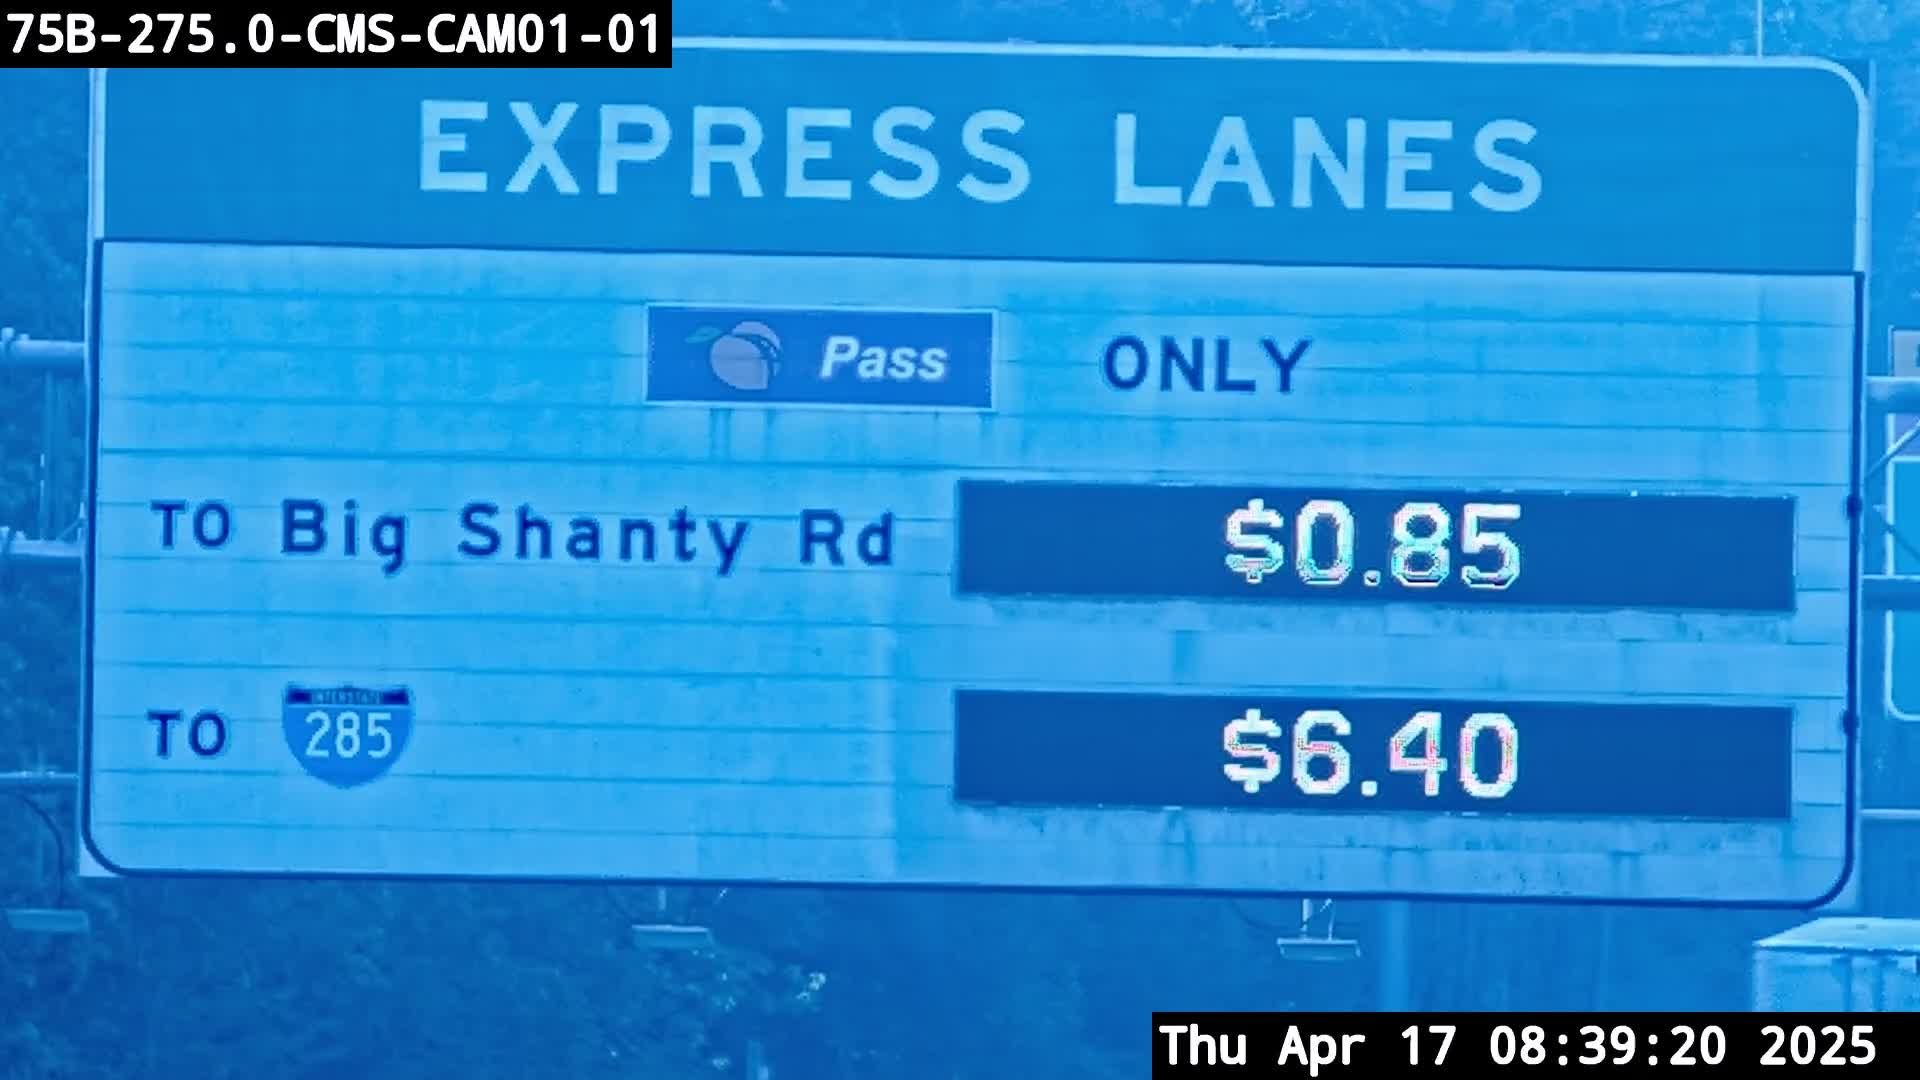 75B-275.0-CMS-CAM01-01
EXPRESS LANES
Pass ONLY
TO Big Shanty Rd $0.85
INTERSTATE
TO 285 $6.40
Thu Apr 17 08:39:20 2025